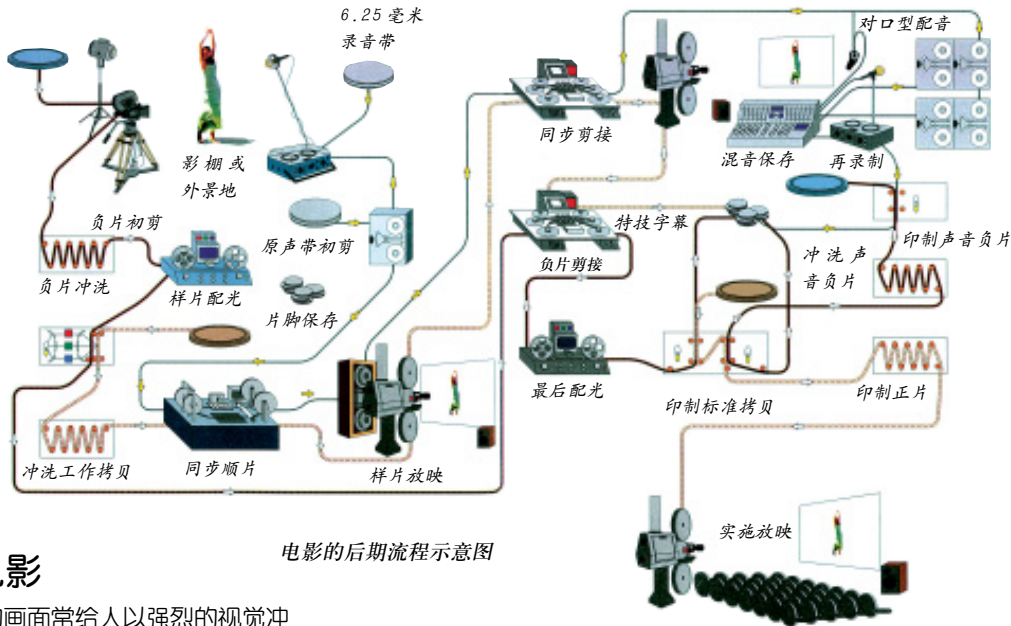 6.25 毫米
录音带
影棚或
外景地
负片初剪
负片冲洗
样片配光
原声带初剪
片脚保存
冲洗工作拷贝
同步顺片
样片放映
同步剪接
对口型配音
混音保存
再录制
特技字幕
负片剪接
冲洗声
音负片
印制声音负片
最后配光
印制标准拷贝
印制正片
实施放映
电影的后期流程示意图
影
画面常给人以强烈的视觉冲